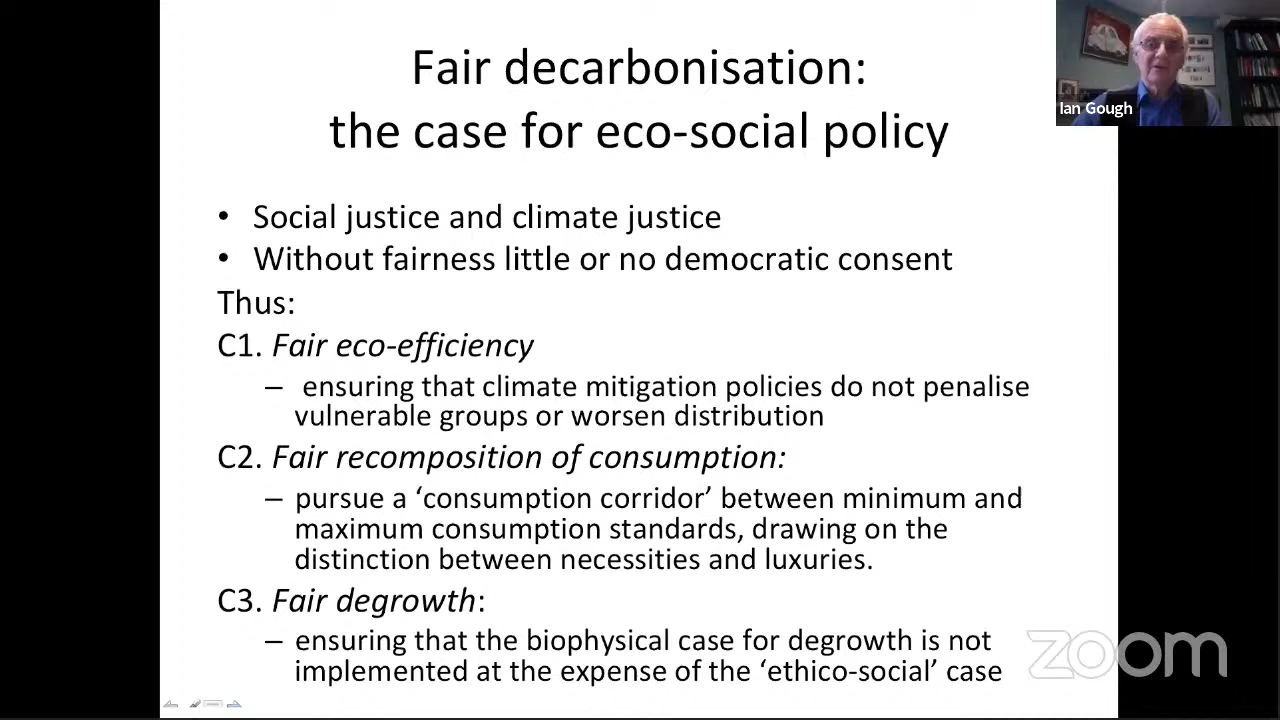 Fair decarbonisation:
the case for eco-social policy
Ian Gough
• Social justice and climate justice
• Without fairness little or no democratic consent
Thus:
C1. Fair eco-efficiency
– ensuring that climate mitigation policies do not penalise
vulnerable groups or worsen distribution
C2. Fair recomposition of consumption:
– pursue a ‘consumption corridor’ between minimum and
maximum consumption standards, drawing on the
distinction between necessities and luxuries.
C3. Fair degrowth:
– ensuring that the biophysical case for degrowth is not
implemented at the expense of the ‘ethico-social’ case
zoom